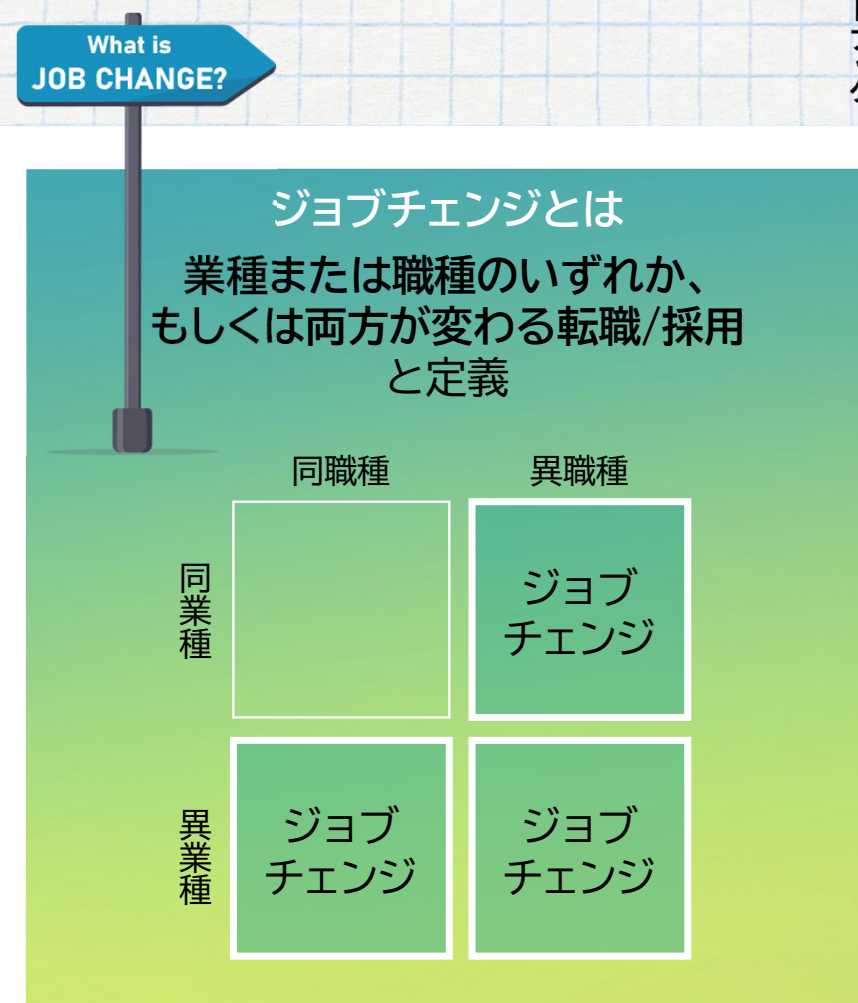 What is
JOB CHANGE?
ジョブチェンジとは
業種または職種のいずれか、
もしくは両方が変わる転職/採用
と定義
同職種
異職種
同業種
ジョブ
チェンジ
異業種
ジョブ
チェンジ
ジョブ
チェンジ